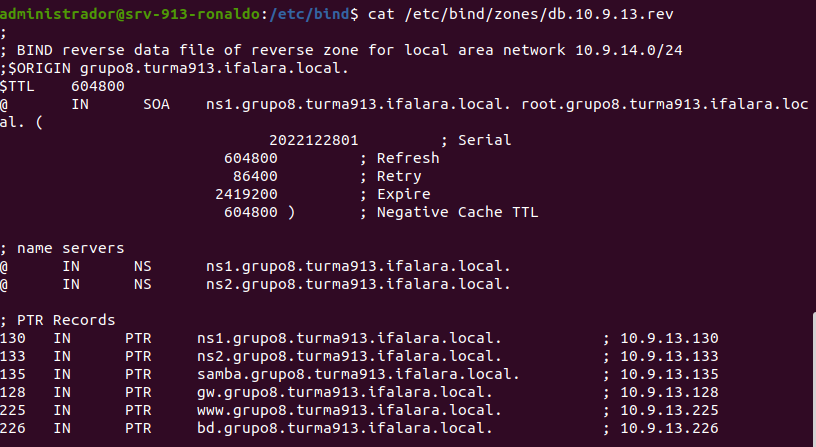 administrador@srv-913-ronaldo:/etc/bind$ cat /etc/bind/zones/db.10.9.13.rev
;
; BIND reverse data file of reverse zone for local area network 10.9.14.0/24
;$ORIGIN grupo8.turma913.ifalara.local.
$TTL    604800
@       IN      SOA    ns1.grupo8.turma913.ifalara.local. root.grupo8.turma913.ifalara.loc
al. (
                              2022122801         ; Serial
                         604800         ; Refresh
                          86400         ; Retry
                        2419200         ; Expire
                         604800 )       ; Negative Cache TTL

; name servers
@      IN      NS      ns1.grupo8.turma913.ifalara.local.
@      IN      NS      ns2.grupo8.turma913.ifalara.local.

; PTR Records
130   IN      PTR     ns1.grupo8.turma913.ifalara.local.           ; 10.9.13.130
133   IN      PTR     ns2.grupo8.turma913.ifalara.local.           ; 10.9.13.133
135   IN      PTR     samba.grupo8.turma913.ifalara.local.         ; 10.9.13.135
128   IN      PTR     gw.grupo8.turma913.ifalara.local.            ; 10.9.13.128
225   IN      PTR     www.grupo8.turma913.ifalara.local.           ; 10.9.13.225
226   IN      PTR     bd.grupo8.turma913.ifalara.local.            ; 10.9.13.226